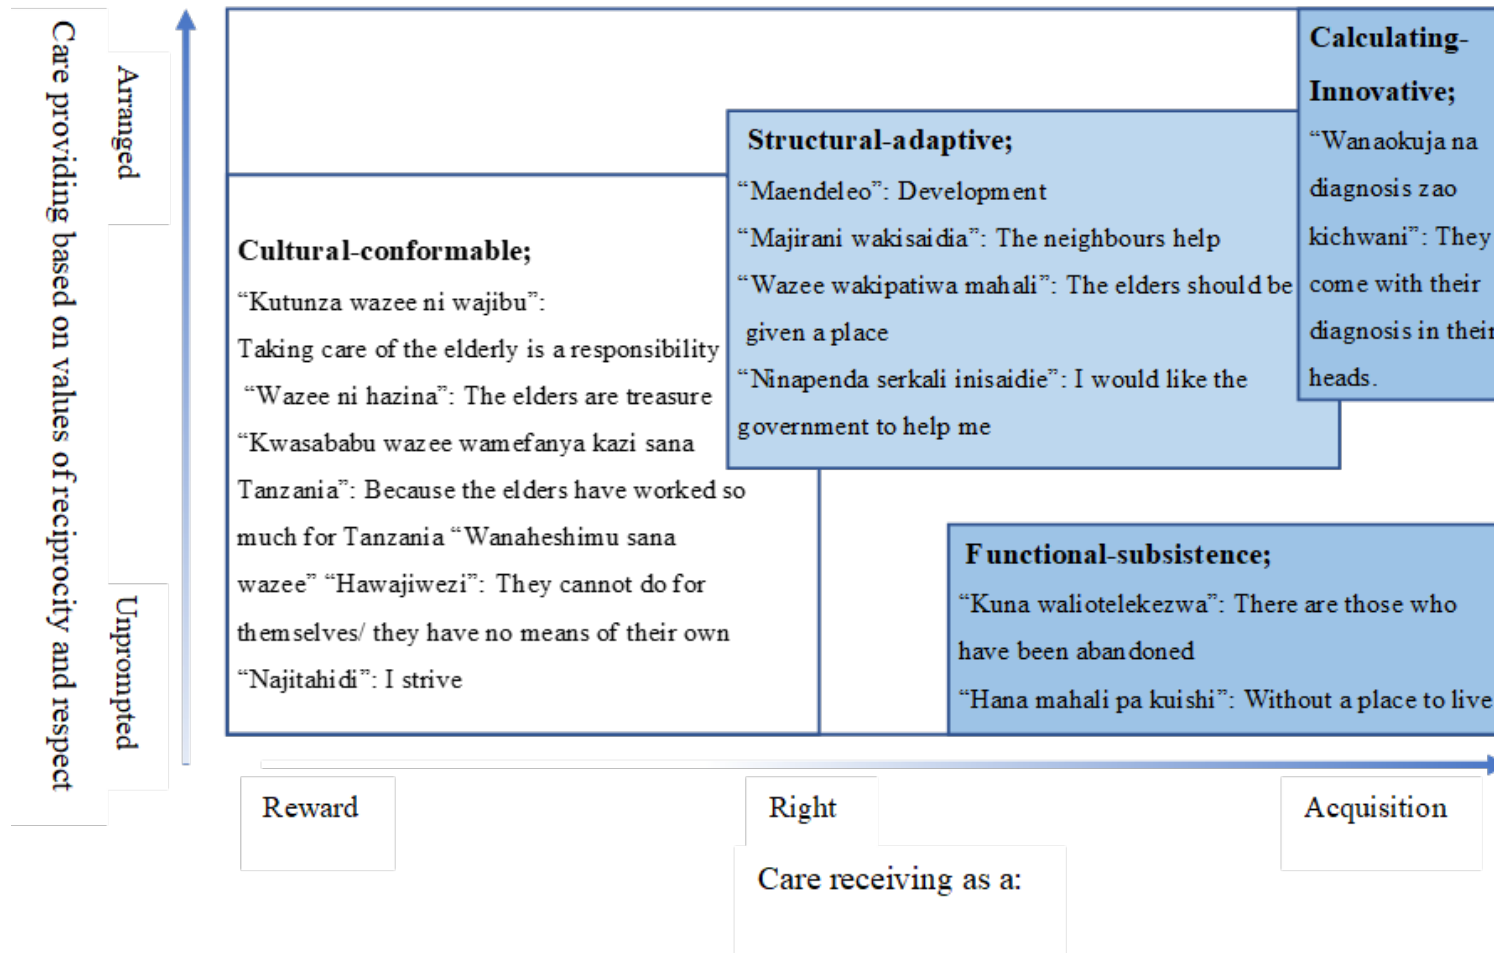 Care providing based on values of reciprocity and respect
Arranged
Unprompted
Cultural-conformable;
“Kutunza wazee ni wajibu”:
Taking care of the elderly is a responsibility
“Wazee ni hazina”: The elders are treasure
“Kwasababu wazee wamefanya kazi sana
Tanzania”: Because the elders have worked so
much for Tanzania “Wanaheshimu sana
wazee” “Hawajiwezi”: They cannot do for
themselves/ they have no means of their own
“Najitahidi”: I strive
Structural-adaptive;
“Maendeleo”: Development
“Majirani wakisaidia”: The neighbours help
“Wazee wakipatiwa mahali”: The elders should be
given a place
“Ninapenda serkali inisaidie”: I would like the
government to help me
Calculating-
Innovative;
“Wanaokuja na
diagnosis zao
kichwani”: They
come with their
diagnosis in their
heads.
Functional-subsistence;
“Kuna waliotelekezwa”: There are those who
have been abandoned
“Hana mahali pa kuishi”: Without a place to live
Reward
Right
Acquisition
Care receiving as a: